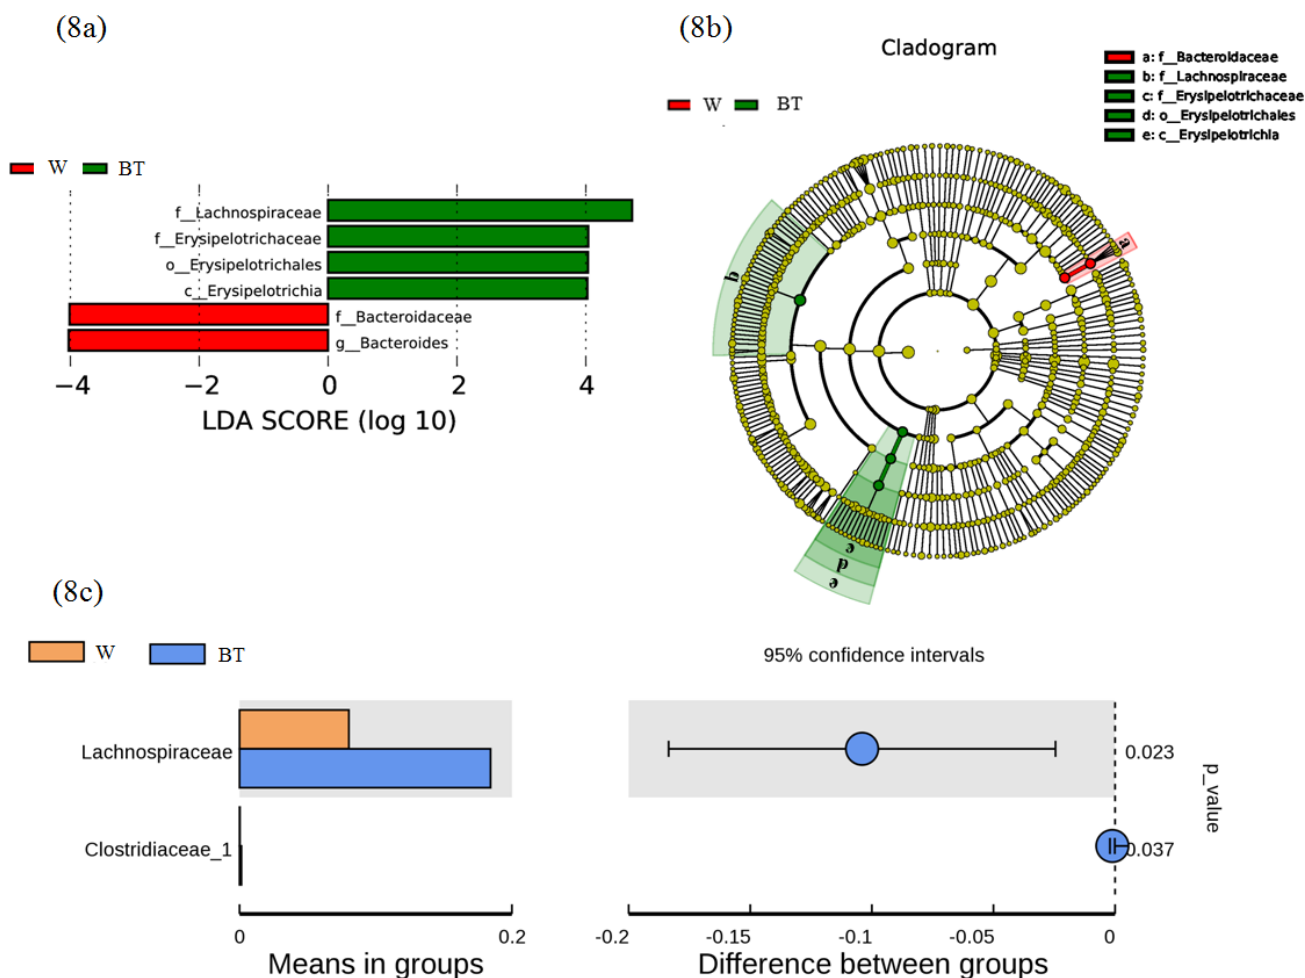 (8a)
W BT
f__Lachnospiraceae
f__Erysipelotrichaceae
o__Erysipelotrichales
c__Erysipelotrichia
f__Bacteroidaceae
g__Bacteroides
−4 −2 0 2 4
LDA SCORE (log 10)
(8b)
Cladogram
W BT
a: f__Bacteroidaceae
b: f__Lachnospiraceae
c: f__Erysipelotrichaceae
d: o__Erysipelotrichales
e: c__Erysipelotrichia
a
b
c
d
e
(8c)
W BT
95% confidence intervals
Lachnospiraceae
0.023
Clostridiaceae_1
0.037
p_value
0 0.2
-0.2 -0.1 -0.05 0
Means in groups
Difference between groups